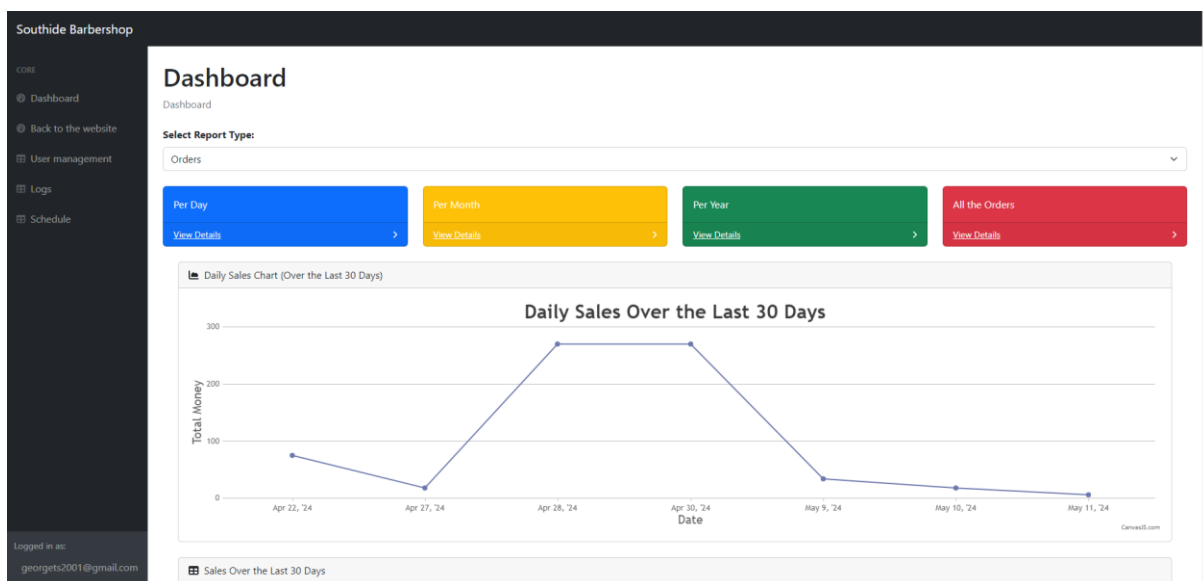 Southide Barbershop
CORE
Dashboard
Back to the website
User management
Logs
Schedule
Logged in as:
georgets2001@gmail.com
Dashboard
Dashboard
Select Report Type:
Orders
Per Day
View Details
Per Month
View Details
Per Year
View Details
All the Orders
View Details
Daily Sales Chart (Over the Last 30 Days)
Daily Sales Over the Last 30 Days
Total Money
300
200
100
0
Apr 22, '24
Apr 27, '24
Apr 28, '24
Apr 30, '24
May 9, '24
May 10, '24
May 11, '24
Date
CanvasJS.com
Sales Over the Last 30 Days